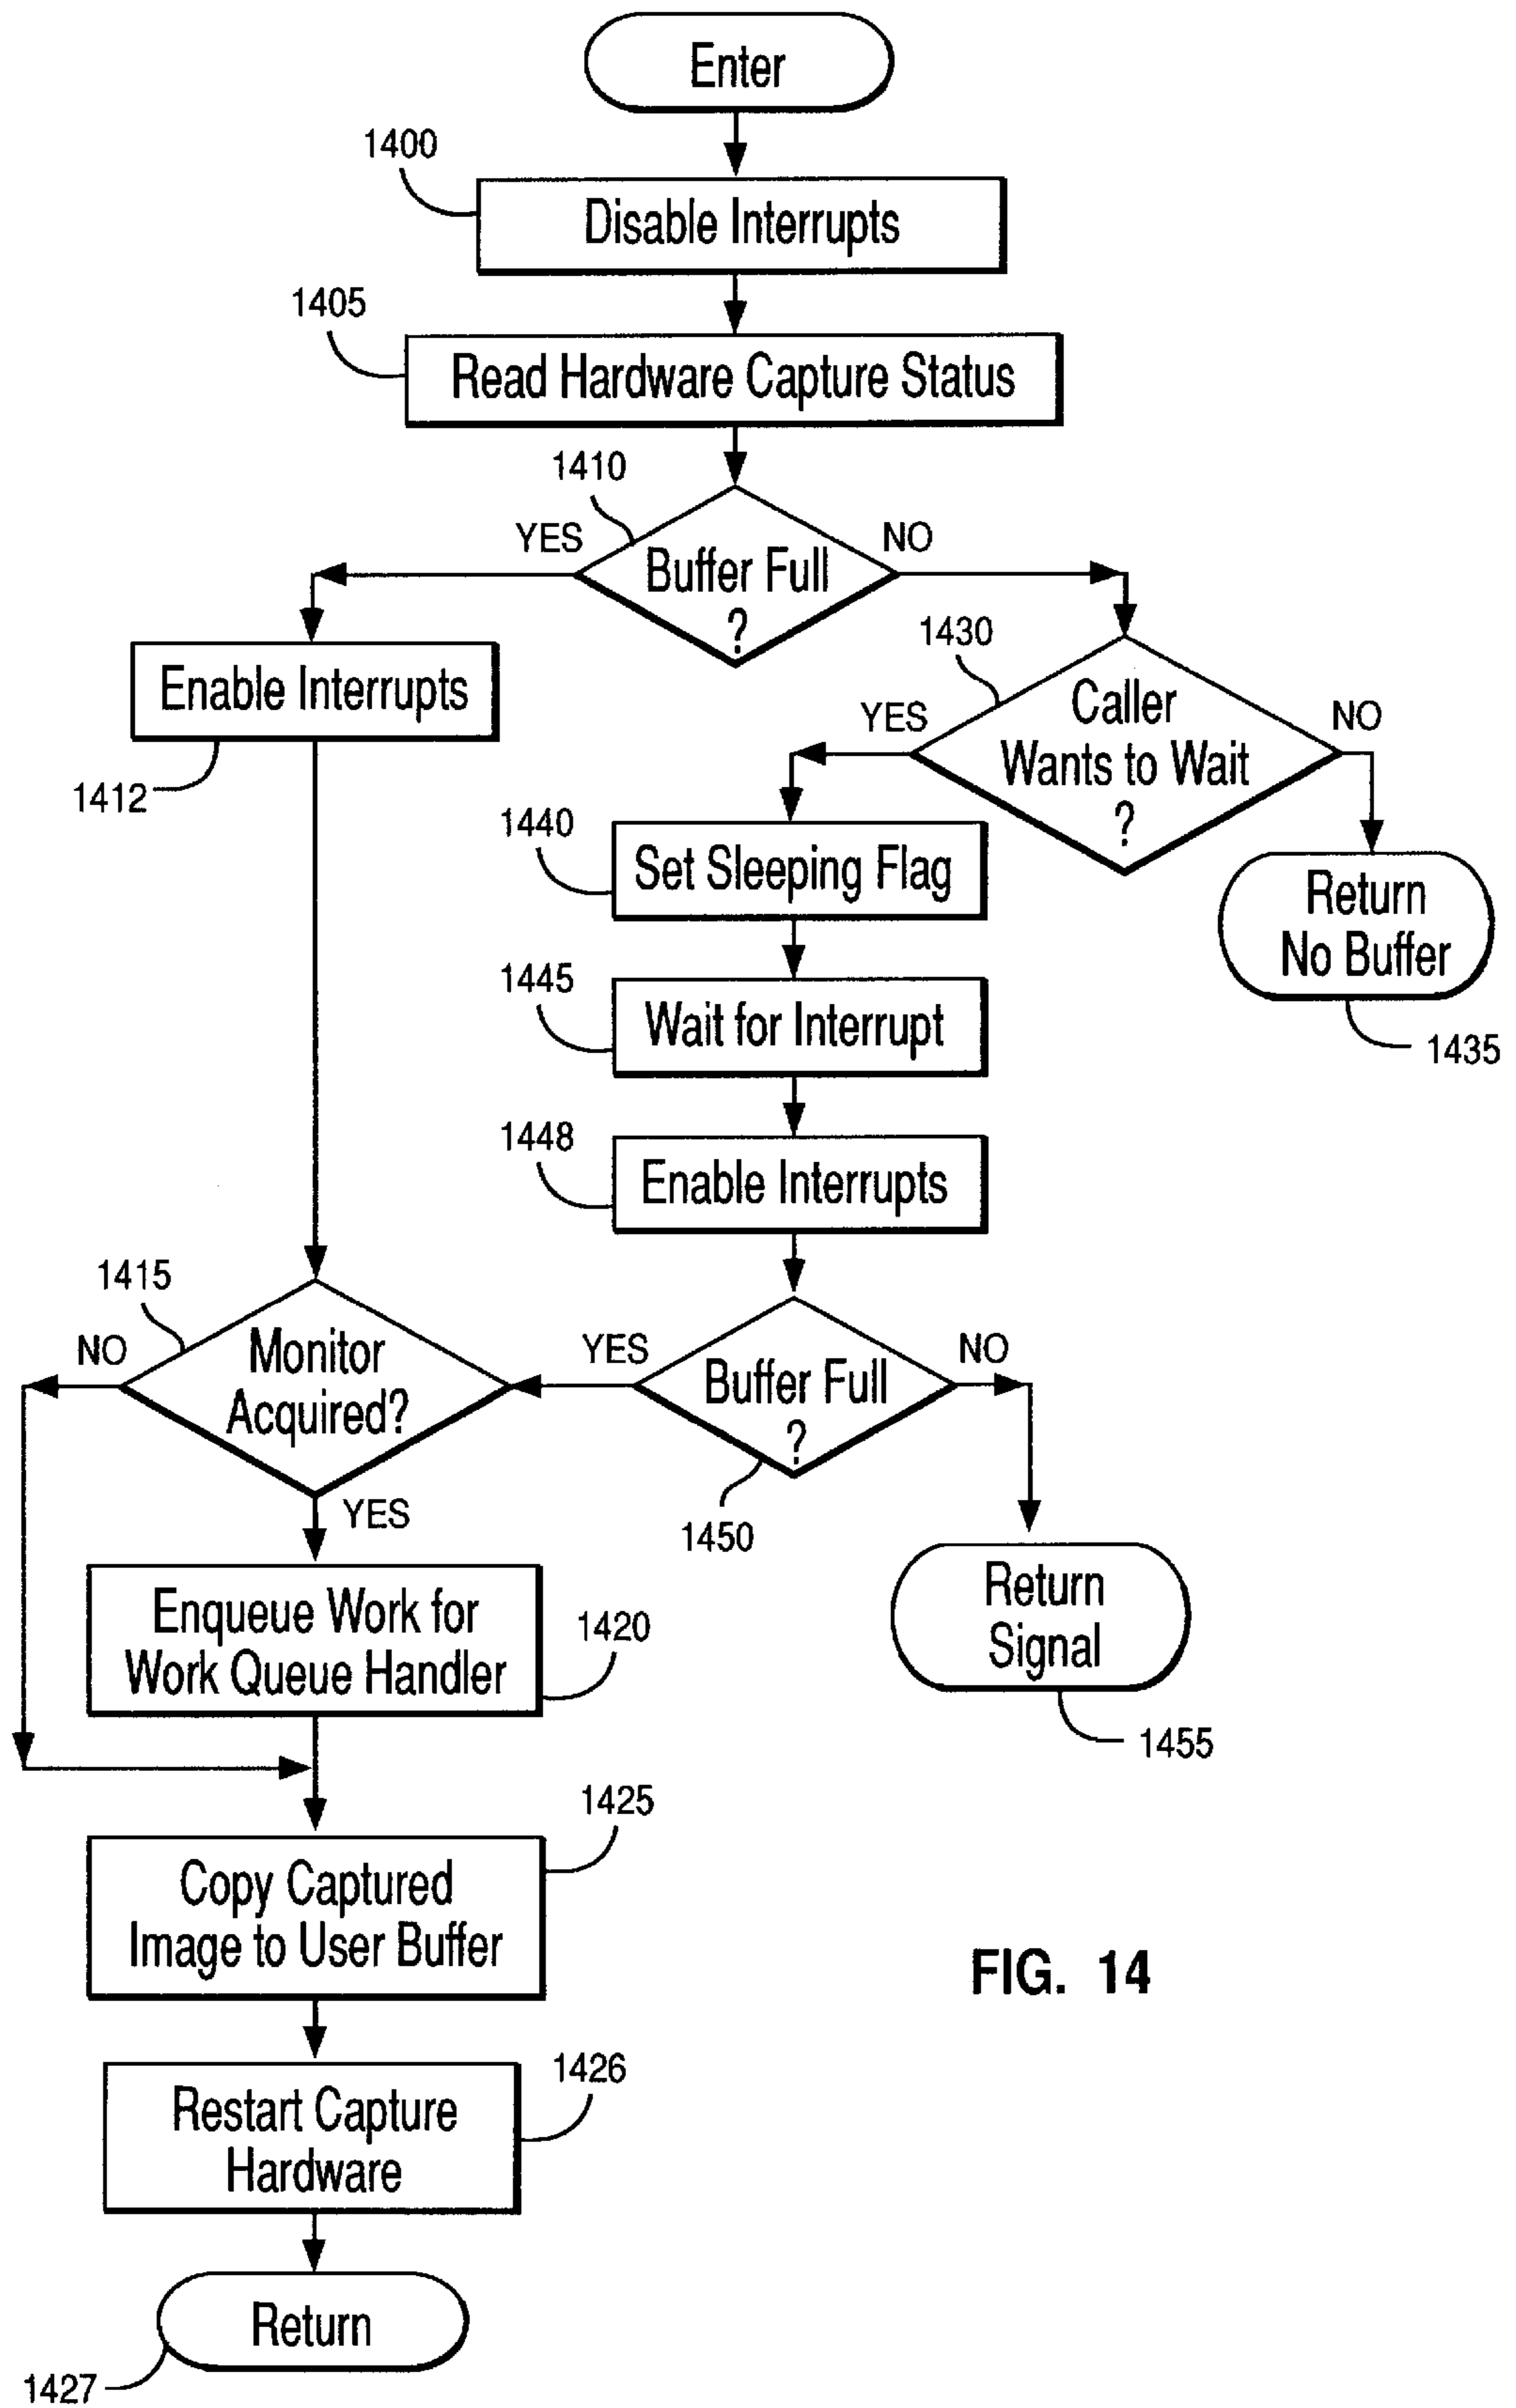 Enter
1400
Disable Interrupts
1405
Read Hardware Capture Status
1410
YES
NO
Buffer Full
?
Enable Interrupts
1412
1430
YES
NO
Caller
Wants to Wait
?
1440
Set Sleeping Flag
Return
No Buffer
1435
1445
Wait for Interrupt
1448
Enable Interrupts
1415
NO
Monitor
Acquired?
YES
YES
NO
Buffer Full
?
1450
Enqueue Work for
Work Queue Handler
1420
Return
Signal
1455
1425
Copy Captured
Image to User Buffer
FIG. 14
1426
Restart Capture
Hardware
Return
1427